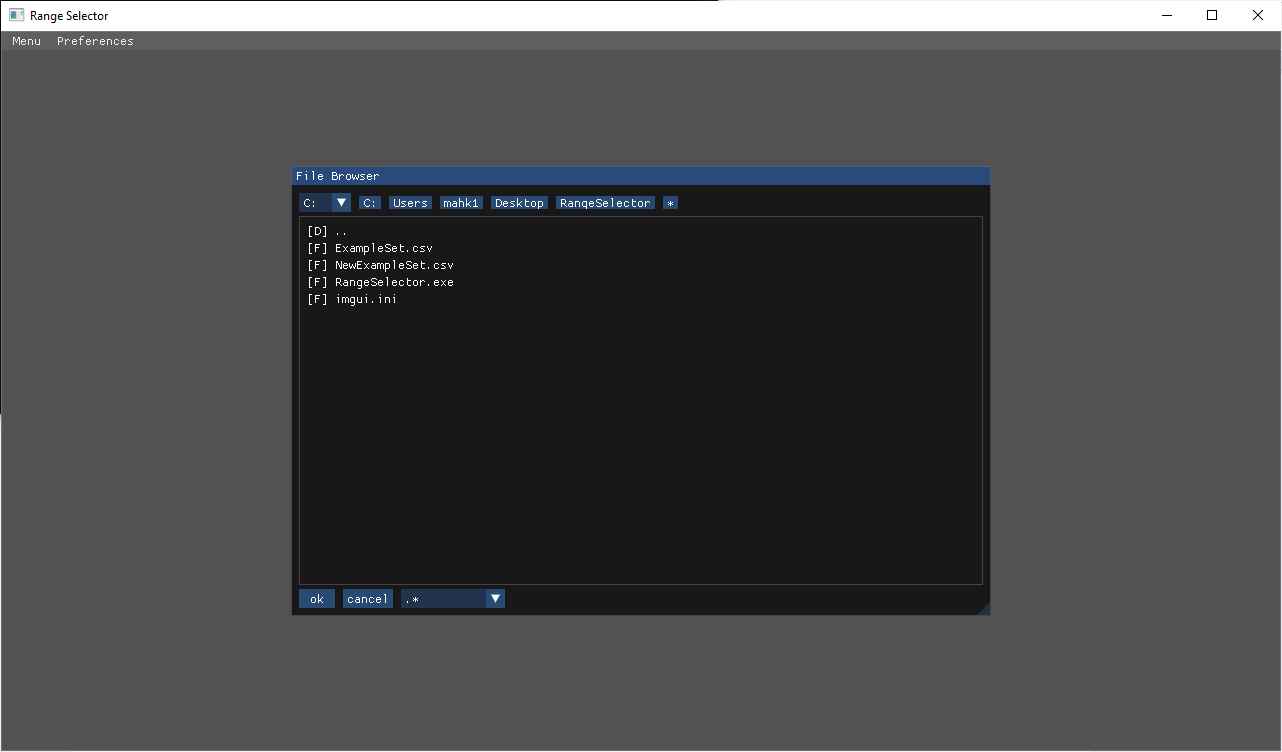 Range Selector
Menu Preferences
File Browser
C: C: Users mahk1 Desktop RangeSelector *
[D] ..
[F] ExampleSet.csv
[F] NewExampleSet.csv
[F] RangeSelector.exe
[F] imgui.ini
ok cancel .*